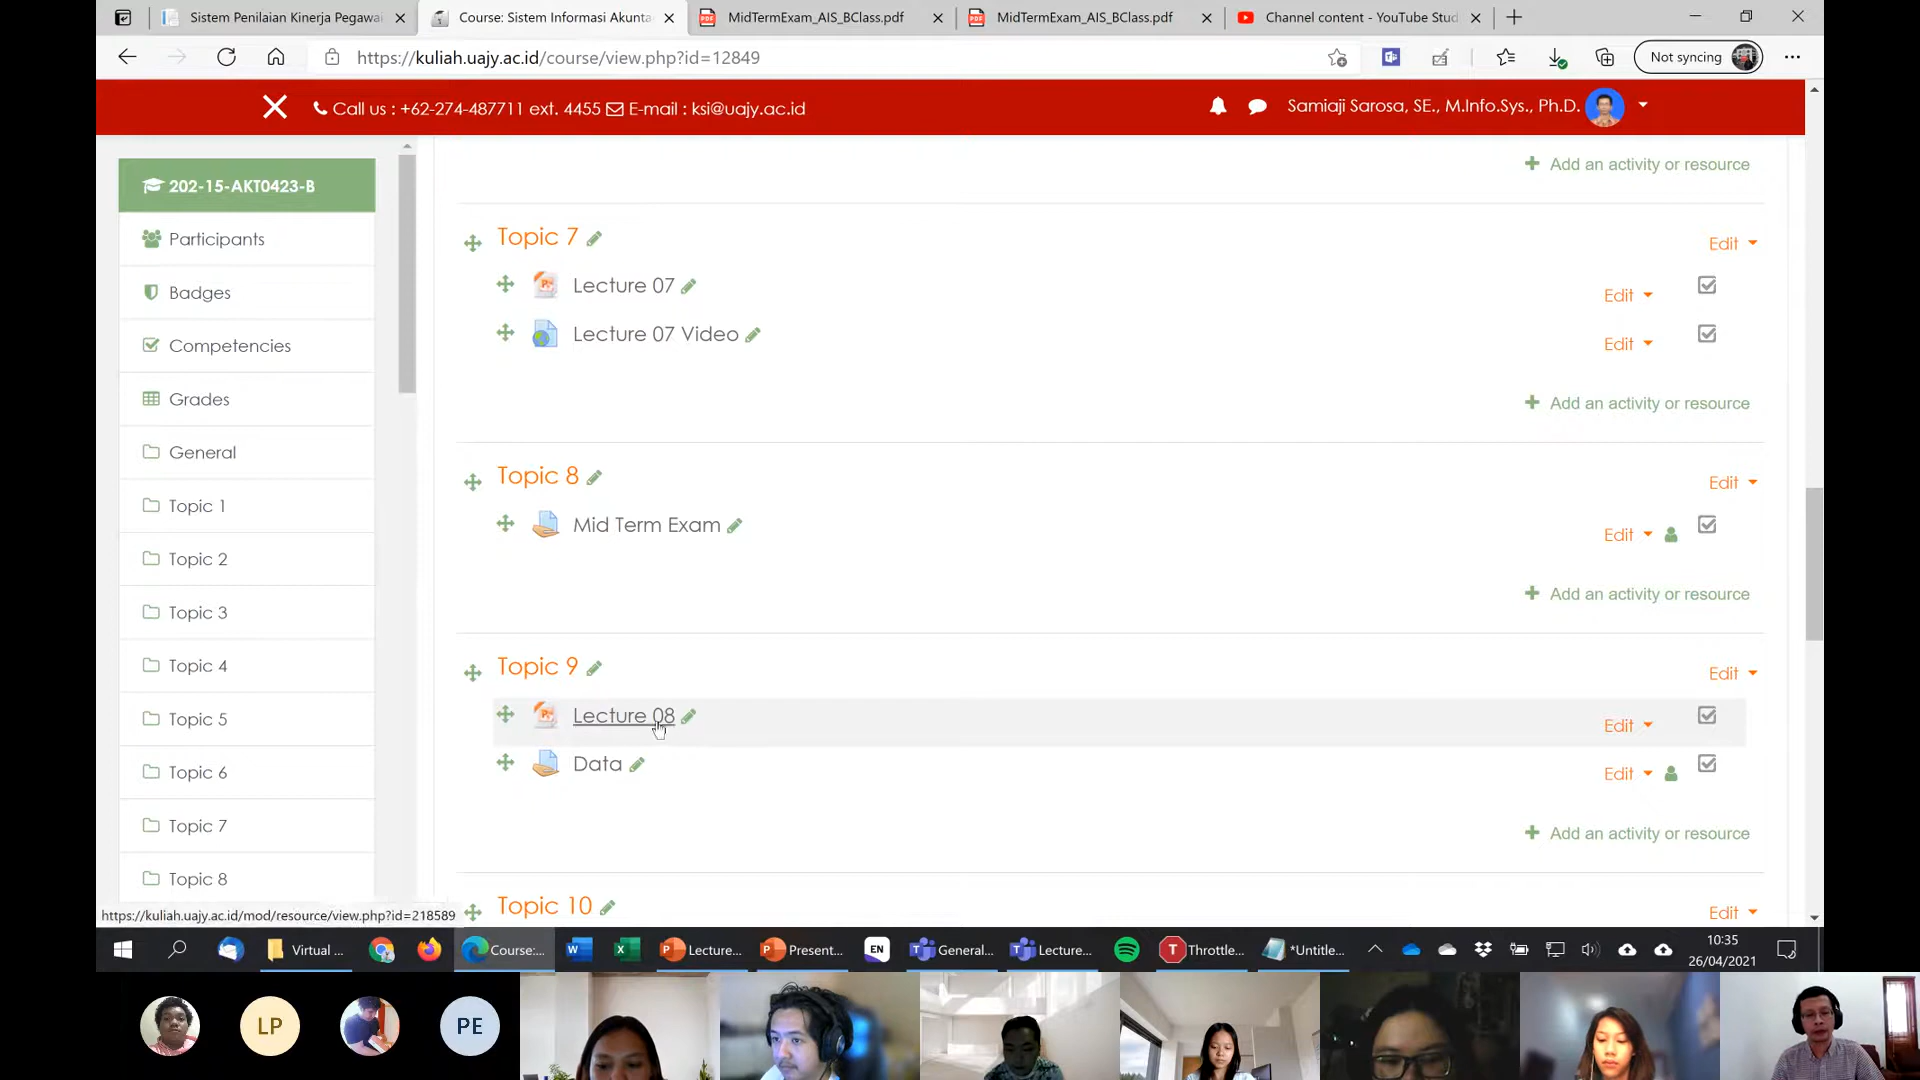 Sistem Penilaian Kinerja Pegawai
Course: Sistem Informasi Akunta
MidTermExam_AIS_BClass.pdf
MidTermExam_AIS_BClass.pdf
Channel content - YouTube Stud
https://kuliah.uajy.ac.id/course/view.php?id=12849
Not syncing
Call us : +62-274-487711 ext. 4455 E-mail : ksi@uajy.ac.id
Samiaji Sarosa, SE., M.Info.Sys., Ph.D.
202-15-AKT0423-B
Participants
Badges
Competencies
Grades
General
Topic 1
Topic 2
Topic 3
Topic 4
Topic 5
Topic 6
Topic 7
Topic 8
Add an activity or resource
Topic 7
Edit
Lecture 07
Edit
Lecture 07 Video
Edit
Add an activity or resource
Topic 8
Edit
Mid Term Exam
Edit
Add an activity or resource
Topic 9
Edit
Lecture 08
Edit
Data
Edit
Add an activity or resource
Topic 10
Edit
https://kuliah.uajy.ac.id/mod/resource/view.php?id=218589
Virtual ...
Course:...
Lecture...
Present...
EN
General...
Lecture...
Throttle...
*Untitle...
10:35
26/04/2021
LP
PE